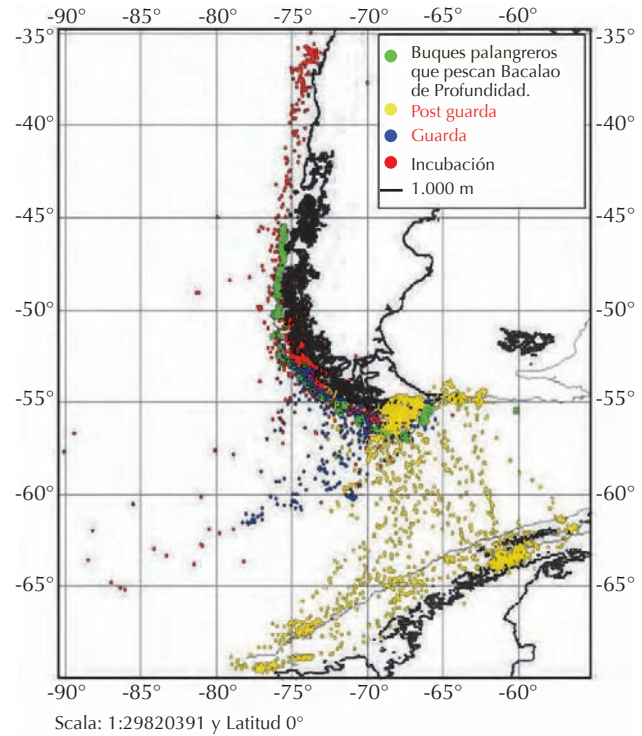 -90° -85° -80° -75° -70° -65° -60°
-35° -35°
Buques palangreros
que pescan Bacalao
de Profundidad.
Post guarda
Guarda
Incubación
1.000 m
-40° -40°
-45° -45°
-50° -50°
-55° -55°
-60° -60°
-65° -65°
-90° -85° -80° -75° -70° -65° -60°
Scala: 1:29820391 y Latitud 0°